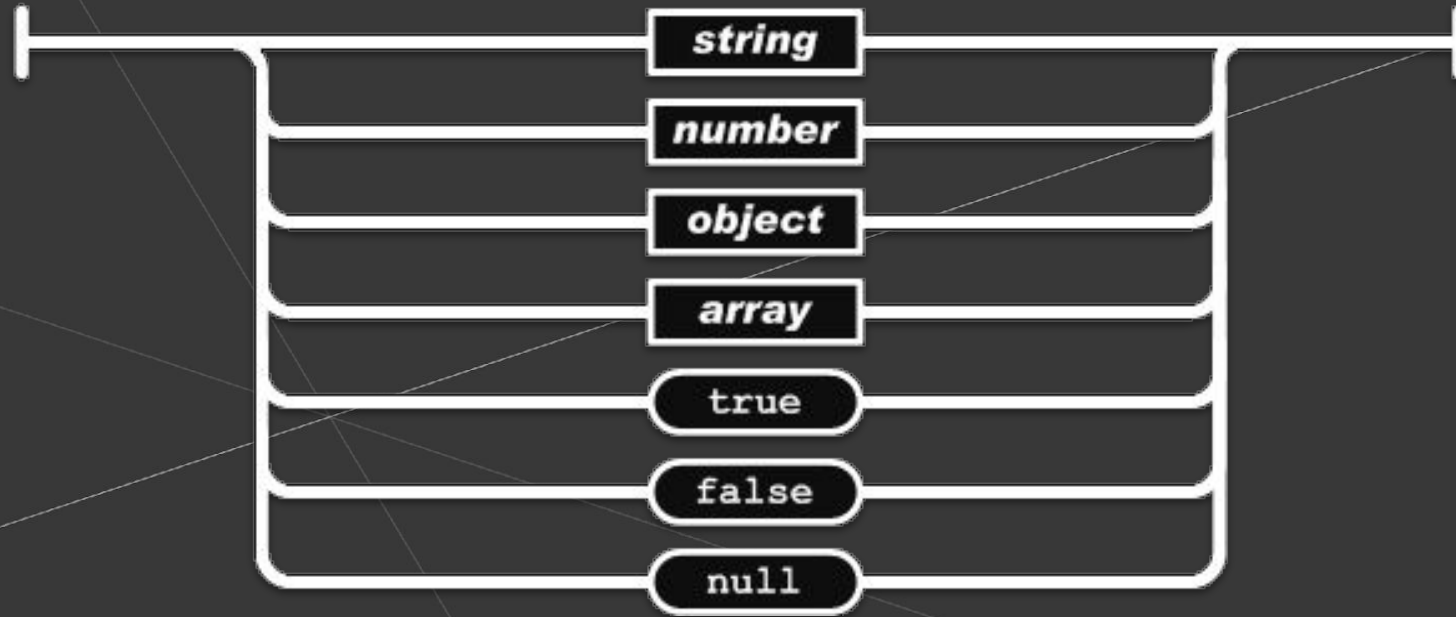 string
number
object
array
true
false
null